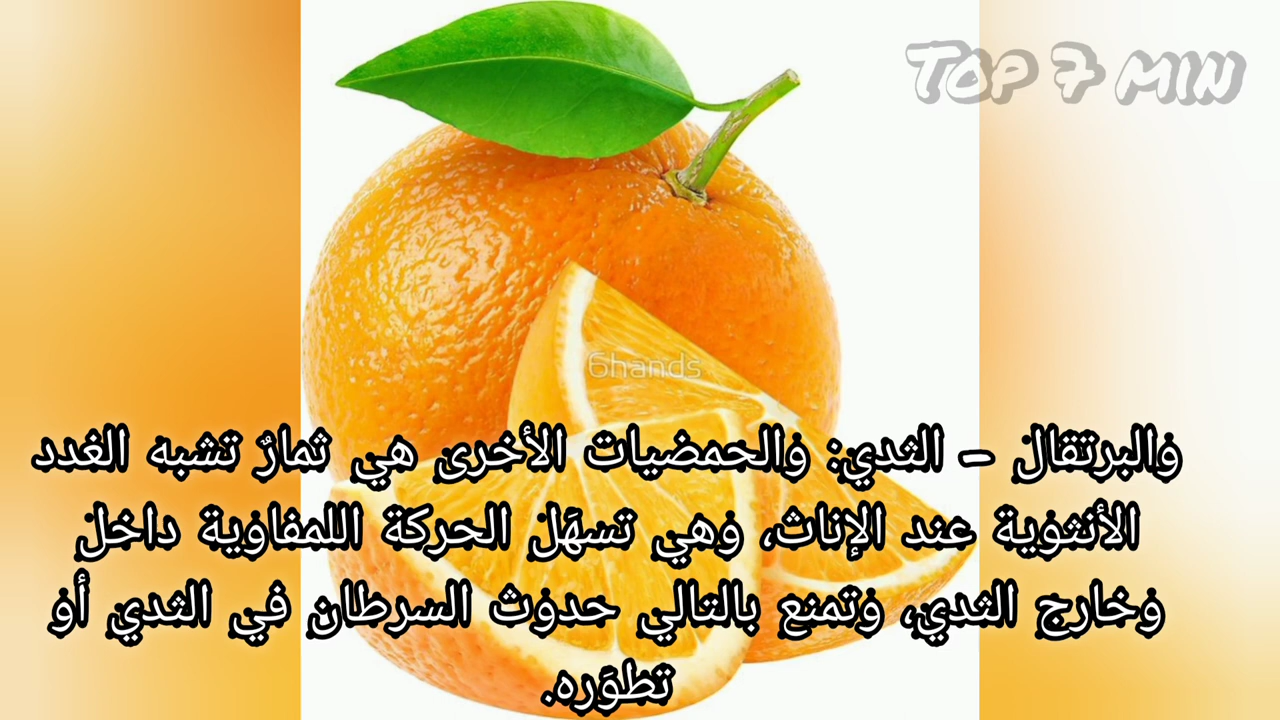 TOP 7 MIN
6hands
والبرتقال – الثدي: والحمضيات الأخرى هي ثمارٌ تشبه الغدد
الأنثوية عند الإناث، وهي تسهَل الحركة اللمفاوية داخل
وخارج الثدي، وتمنع بالتالي حدوث السرطان في الثدي أو
تطوَره.